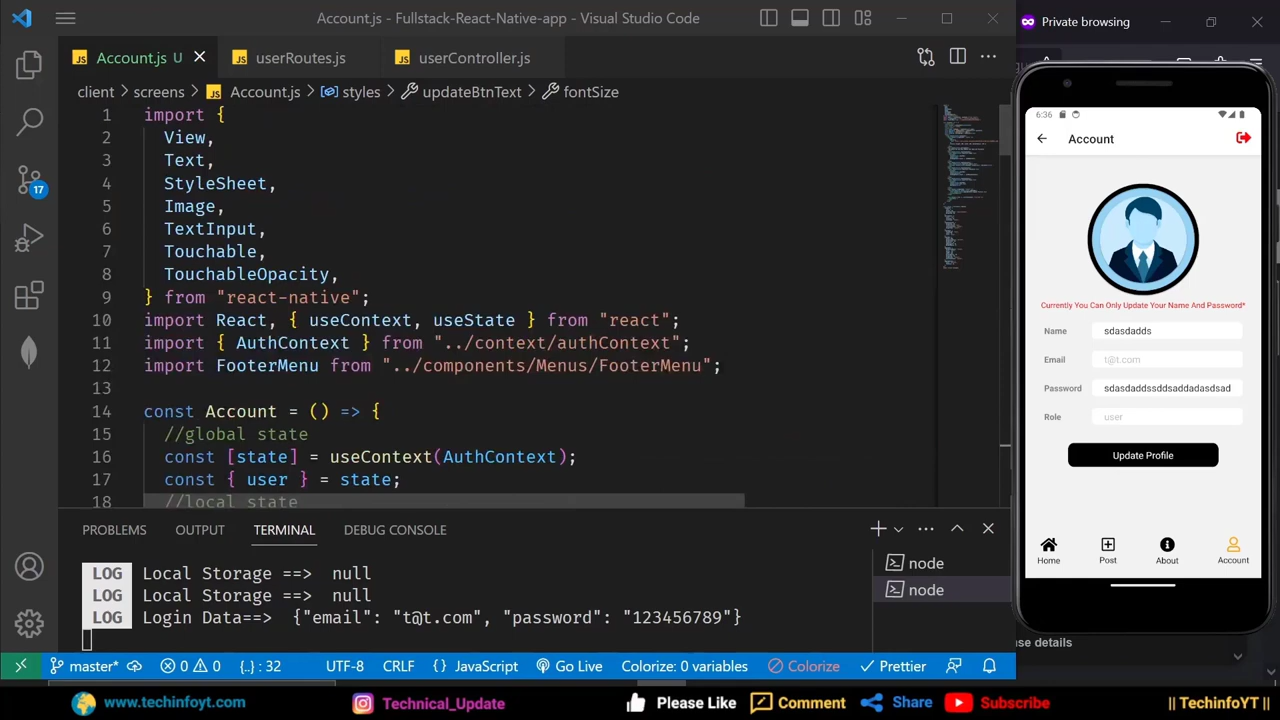 Account.js - Fullstack-React-Native-app - Visual Studio Code
Private browsing
JS Account.js U
JS userRoutes.js
JS userController.js
client > screens > JS Account.js > styles > updateBtnText > fontSize
1 import {
2 View,
3 Text,
4 StyleSheet,
5 Image,
6 TextInput,
7 Touchable,
8 TouchableOpacity,
9 } from "react-native";
10 import React, { useContext, useState } from "react";
11 import { AuthContext } from "../context/authContext";
12 import FooterMenu from "../components/Menus/FooterMenu";
13
14 const Account = () => {
15 //global state
16 const [state] = useContext(AuthContext);
17 const { user } = state;
18 //local state
17
PROBLEMS OUTPUT TERMINAL DEBUG CONSOLE
LOG Local Storage ==> null
LOG Local Storage ==> null
LOG Login Data==> {"email": "t@t.com", "password": "123456789"}
node
node
master* 0 0 {..} : 32 UTF-8 CRLF {} JavaScript Go Live Colorize: 0 variables Colorize Prettier
6:36
Account
Currently You Can Only Update Your Name And Password*
Name sdasdadds
Email t@t.com
Password sdasdaddssddsaddadasdsad
Role user
Update Profile
Home Post About Account
se details
www.techinfoyt.com Technical_Update Please Like Comment Share Subscribe || TechinfoYT ||